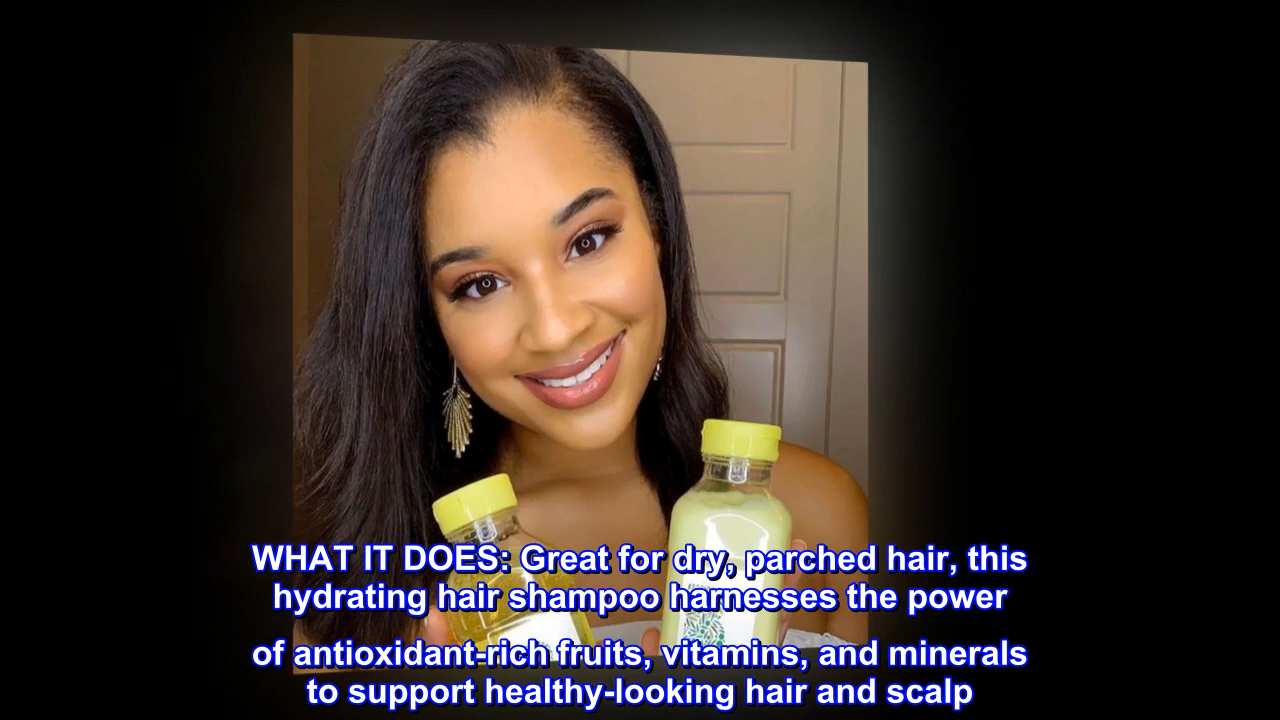 WHAT IT DOES: Great for dry, parched hair, this
hydrating hair shampoo harnesses the power
of antioxidant-rich fruits, vitamins, and minerals
to support healthy-looking hair and scalp